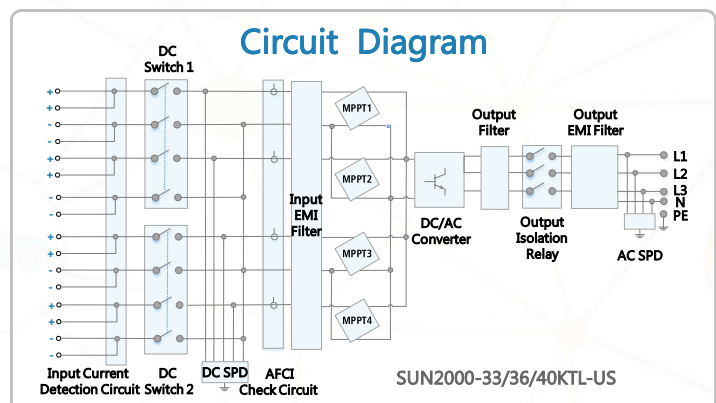 Circuit Diagram
DC
Switch 1
+
+
-
-
+
+
-
-
+
+
-
-
+
+
-
-
MPPT1
MPPT2
MPPT3
MPPT4
Input
EMI
Filter
DC/AC
Converter
Output
Filter
Output
EMI Filter
Output
Isolation
Relay
L1
L2
L3
N
PE
AC SPD
Input Current
Detection Circuit
DC
Switch 2
DC SPD
AFCI
Check Circuit
SUN2000-33/36/40KTL-US